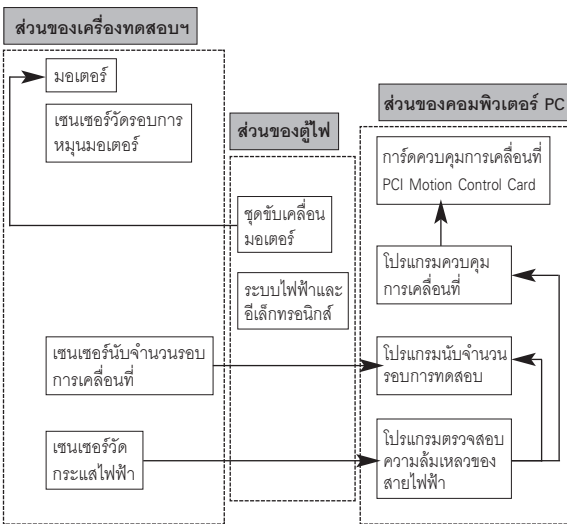 ส่วนของเครื่องทดสอบฯ
มอเตอร์
เซนเซอร์วัดรอบการ
หมุนมอเตอร์
เซนเซอร์นับจำนวนรอบ
การเคลื่อนที่
เซนเซอร์วัด
กระแสไฟฟ้า
ส่วนของตู้ไฟ
ชุดขับเคลื่อน
มอเตอร์
ระบบไฟฟ้าและ
อีเล็กทรอนิกส์
ส่วนของคอมพิวเตอร์ PC
การ์ดควบคุมการเคลื่อนที่
PCI Motion Control Card
โปรแกรมควบคุม
การเคลื่อนที่
โปรแกรมนับจำนวน
รอบการทดสอบ
โปรแกรมตรวจสอบ
ความล้มเหลวของ
สายไฟฟ้า